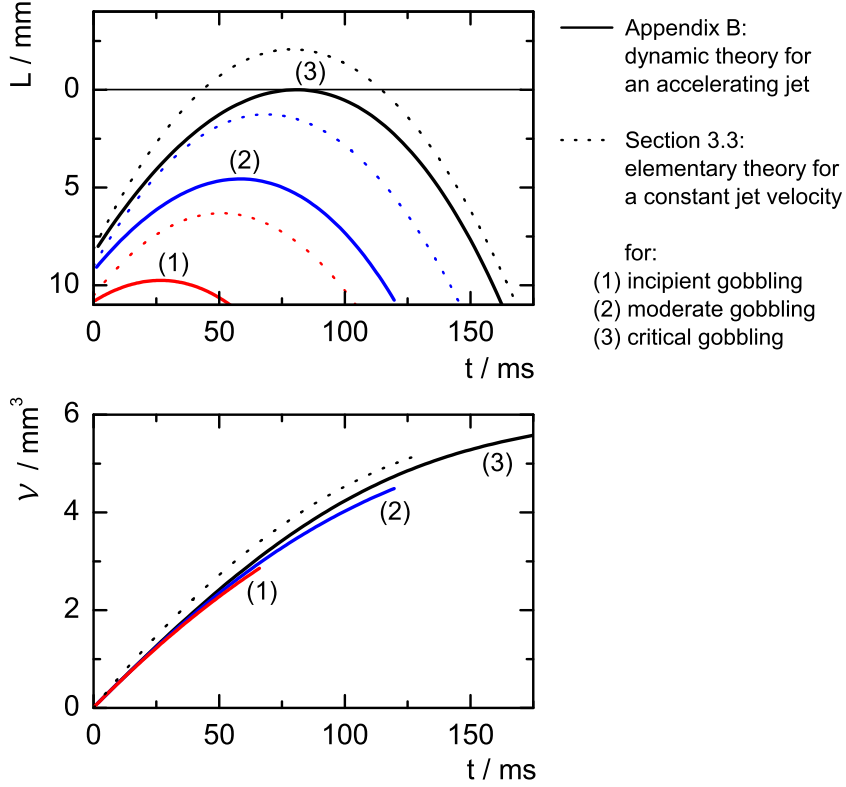 L / mm
0
5
10
(3)
(2)
(1)
0
50
100
150
t / ms
Appendix B:
dynamic theory for
an accelerating jet
Section 3.3:
elementary theory for
a constant jet velocity
for:
(1) incipient gobbling
(2) moderate gobbling
(3) critical gobbling
ν / mm³
6
4
2
0
(3)
(2)
(1)
0
50
100
150
t / ms